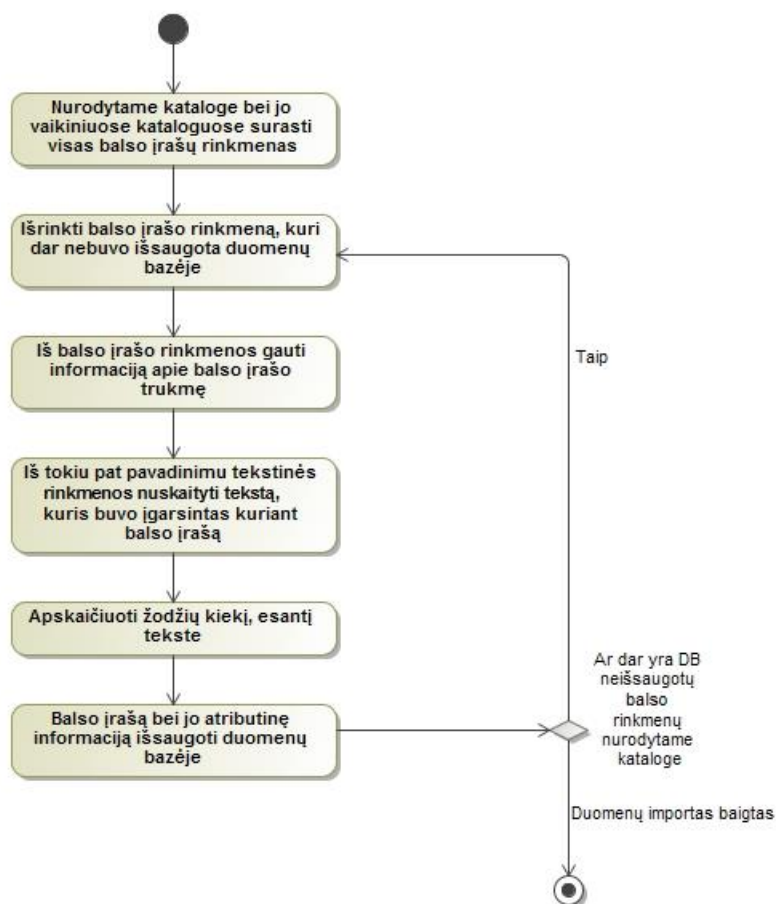 Nurodytame kataloge bei jo
vaikiniuose kataloguose surasti
visas balso įrašų rinkmenas
Išrinkti balso įrašo rinkmeną, kuri
dar nebuvo išsaugota duomenų
bazėje
Iš balso įrašo rinkmenos gauti
informaciją apie balso įrašo
trukmę
Iš tokiu pat pavadinimu tekstinės
rinkmenos nuskaityti tekstą,
kuris buvo įgarsintas kuriant
balso įrašą
Apskaičiuoti žodžių kiekį, esantį
tekste
Balso įrašą bei jo atributinę
informaciją išsaugoti duomenų
bazėje
Taip
Ar dar yra DB
neišsaugotų
balso
rinkmenų
nurodytame
kataloge
Duomenų importas baigtas